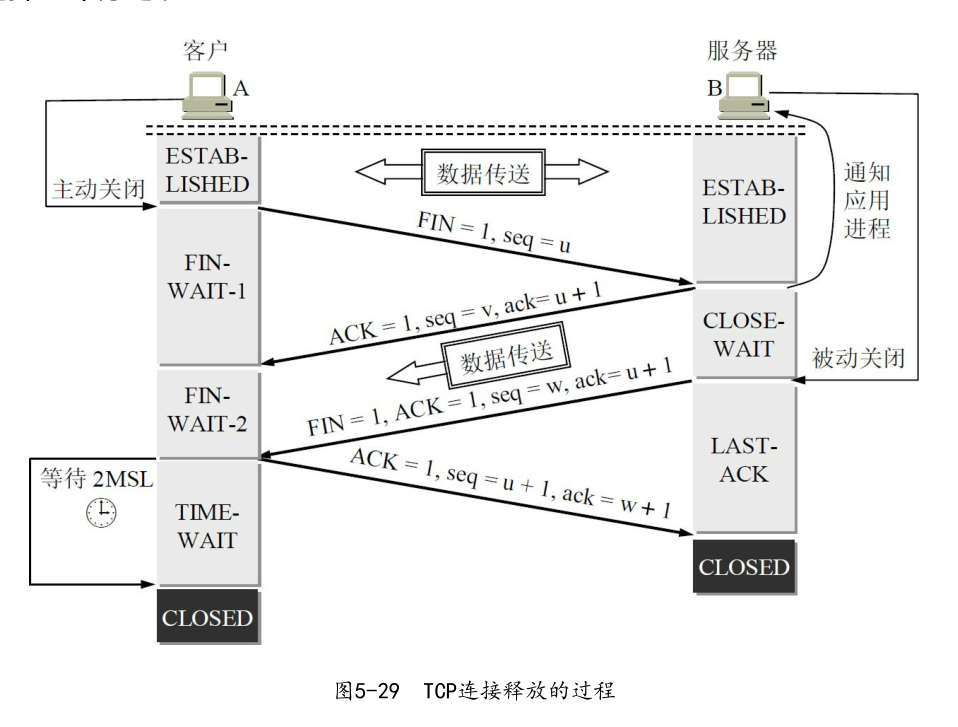 客户
服务器
A
B
ESTAB-
LISHED
数据传送
主动关闭
ESTAB-
LISHED
通知
应用
进程
FIN = 1, seq = u
FIN-
WAIT-1
ACK = 1, seq = v, ack= u + 1
CLOSE-
WAIT
数据传送
被动关闭
FIN-
WAIT-2
FIN = 1, ACK = 1, seq = w, ack= u + 1
LAST-
ACK
ACK = 1, seq = u + 1, ack = w + 1
等待 2MSL
TIME-
WAIT
CLOSED
CLOSED
图5-29 TCP连接释放的过程